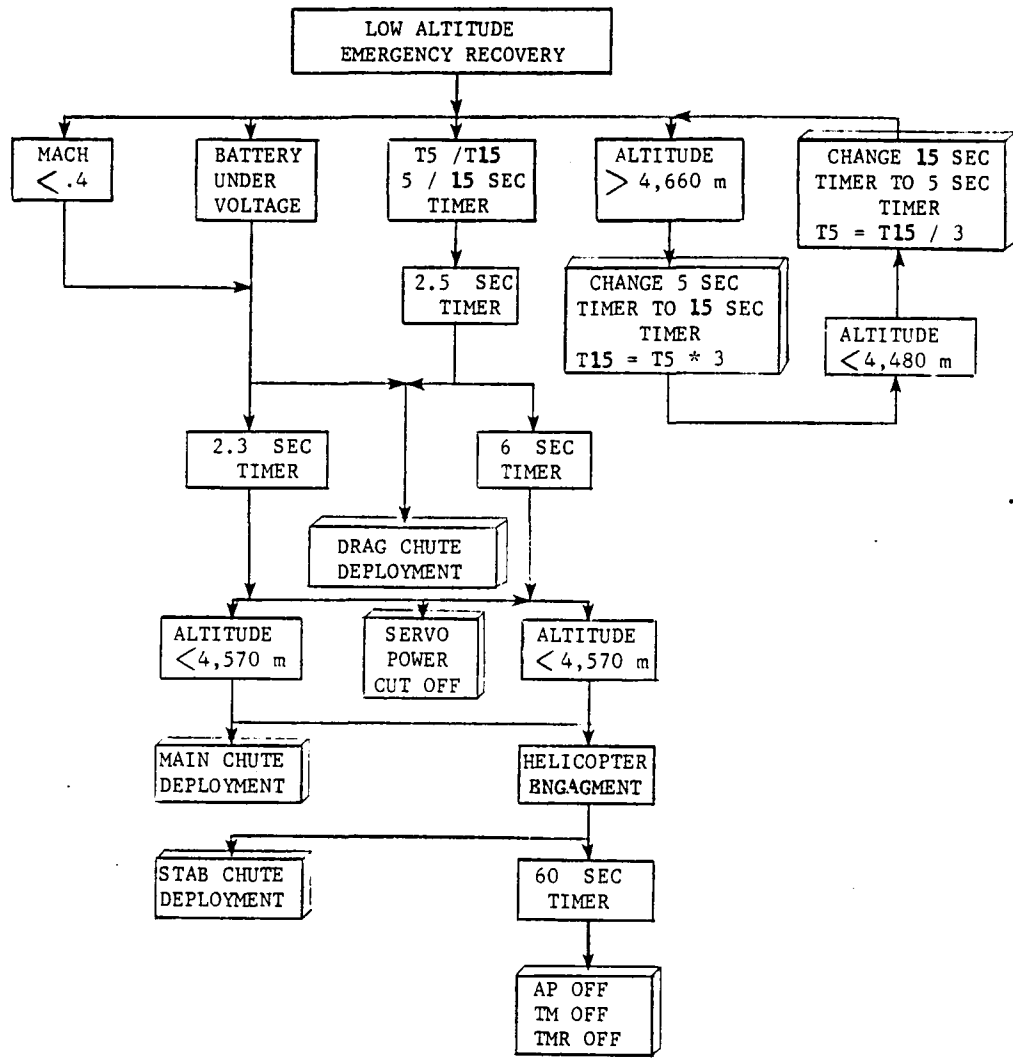 LOW ALTITUDE
EMERGENCY RECOVERY
MACH
< .4
BATTERY
UNDER
VOLTAGE
T5 /T15
5 / 15 SEC
TIMER
ALTITUDE
> 4,660 m
CHANGE 15 SEC
TIMER TO 5 SEC
TIMER
T5 = T15 / 3
2.5 SEC
TIMER
CHANGE 5 SEC
TIMER TO 15 SEC
TIMER
T15 = T5 * 3
ALTITUDE
< 4,480 m
2.3 SEC
TIMER
6 SEC
TIMER
DRAG CHUTE
DEPLOYMENT
ALTITUDE
< 4,570 m
SERVO
POWER
CUT OFF
ALTITUDE
< 4,570 m
MAIN CHUTE
DEPLOYMENT
HELICOPTER
ENGAGMENT
STAB CHUTE
DEPLOYMENT
60 SEC
TIMER
AP OFF
TM OFF
TMR OFF